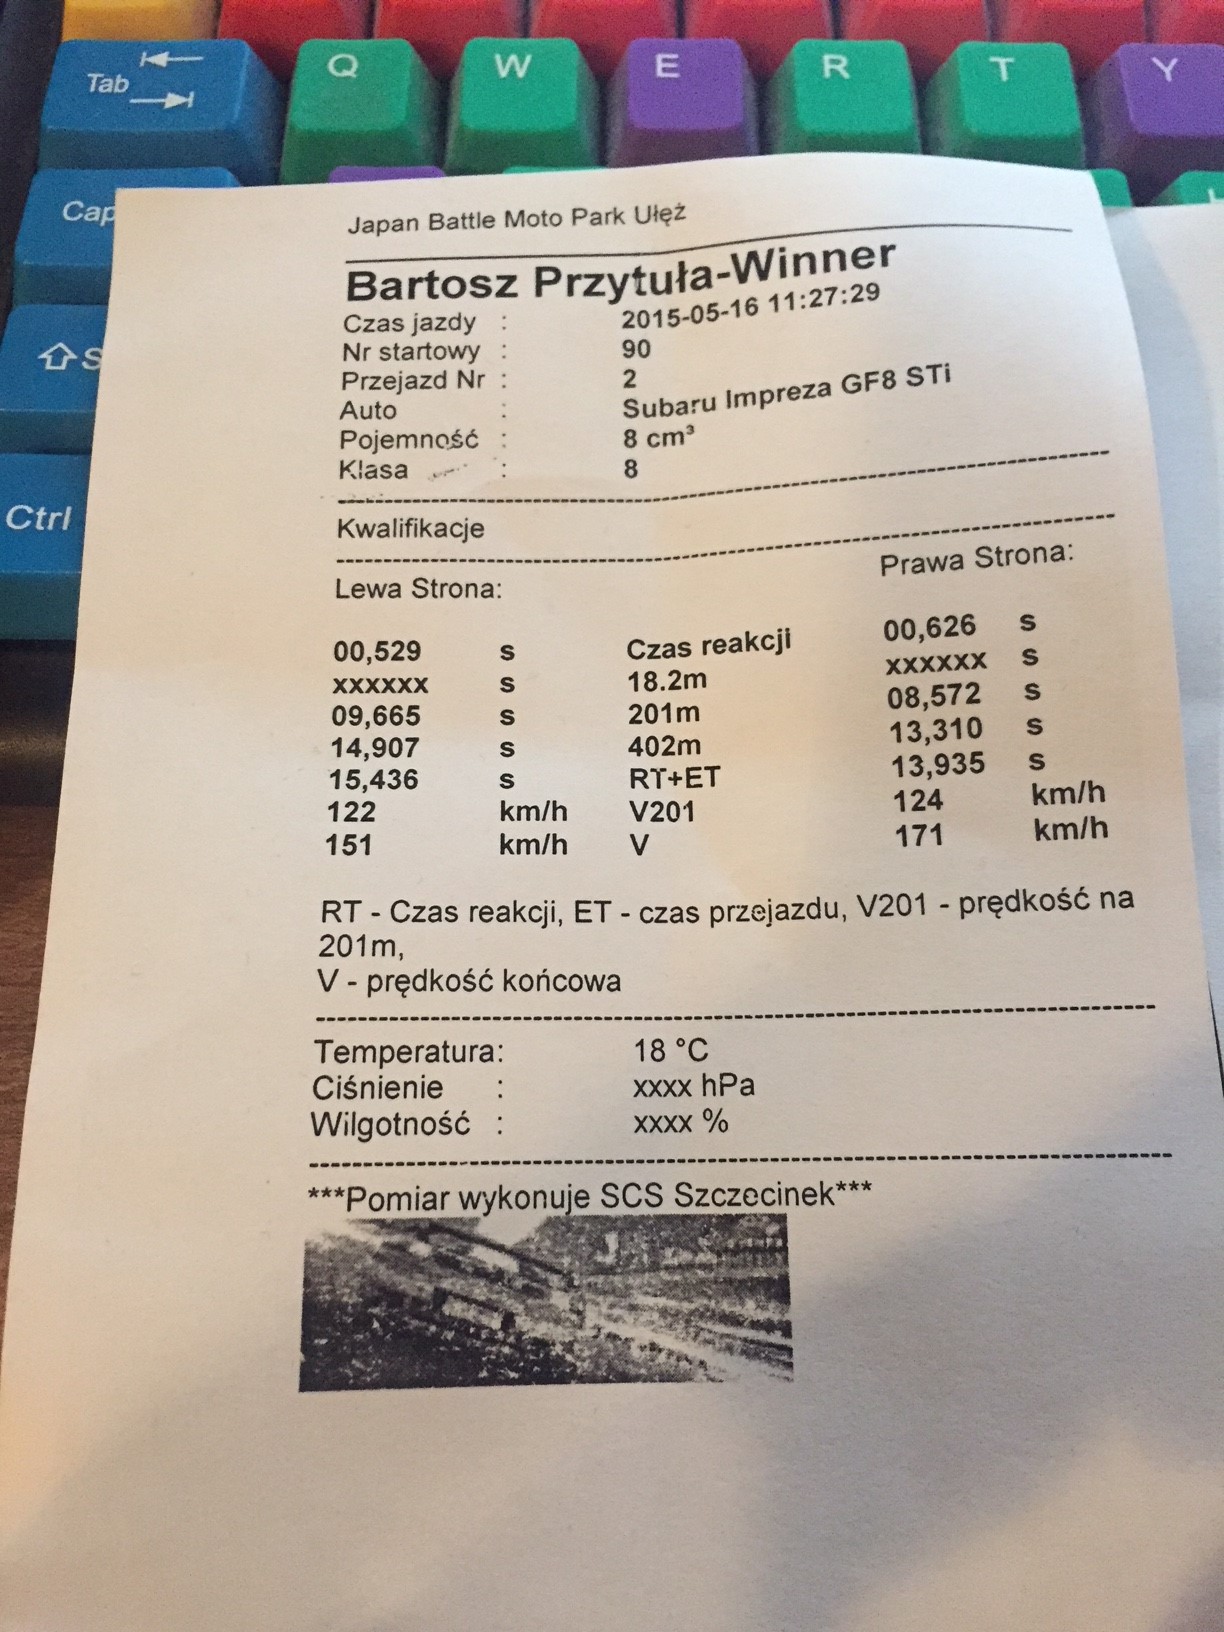 Tab
Q W E R T Y
Cap
S
Ctrl
Japan Battle Moto Park Ułęż
Bartosz Przytuła-Winner
Czas jazdy : 2015-05-16 11:27:29
Nr startowy : 90
Przejazd Nr : 2
Auto : Subaru Impreza GF8 STi
Pojemność : 8 cm³
Klasa : 8
Kwalifikacje
Lewa Strona: Prawa Strona:
00,529 s Czas reakcji 00,626 s
xxxxxx s 18.2m xxxxxx s
09,665 s 201m 08,572 s
14,907 s 402m 13,310 s
15,436 s RT+ET 13,935 s
122 km/h V201 124 km/h
151 km/h V 171 km/h
RT - Czas reakcji, ET - czas przejazdu, V201 - prędkość na
201m,
V - prędkość końcowa
Temperatura: 18 °C
Ciśnienie : xxxx hPa
Wilgotność : xxxx %
***Pomiar wykonuje SCS Szczecinek***